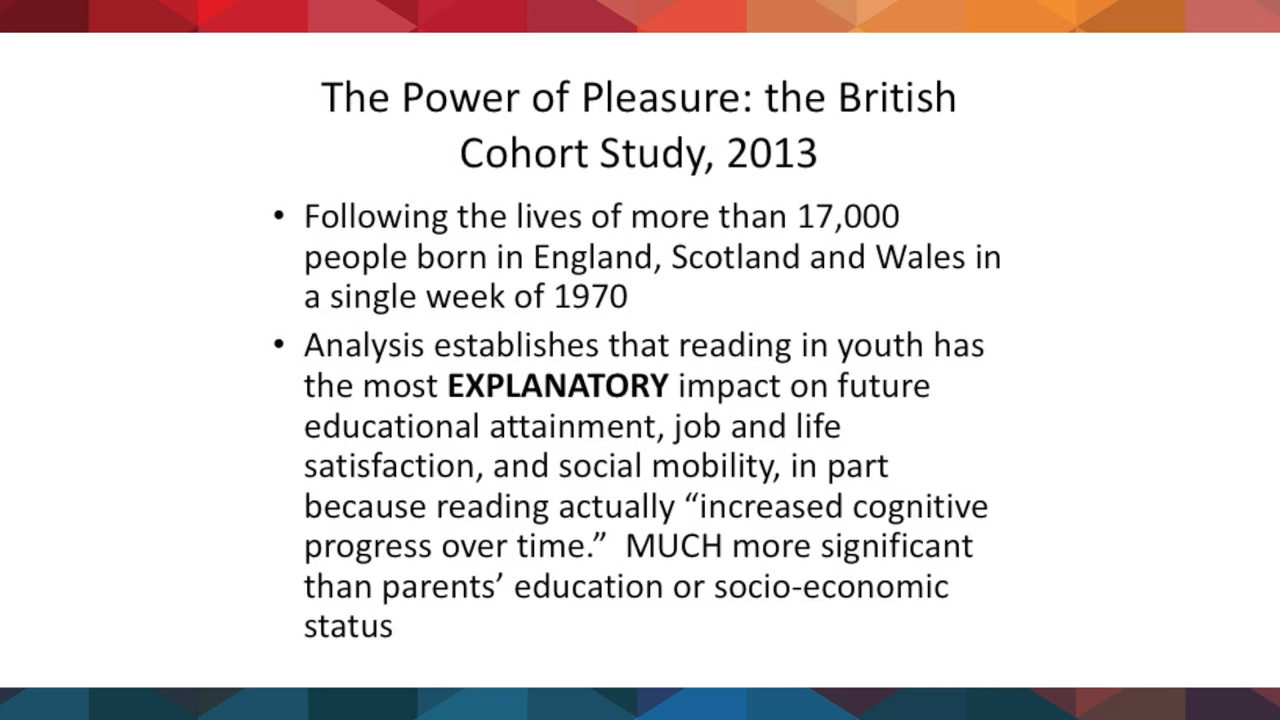 The Power of Pleasure: the British
Cohort Study, 2013
• Following the lives of more than 17,000
people born in England, Scotland and Wales in
a single week of 1970
• Analysis establishes that reading in youth has
the most EXPLANATORY impact on future
educational attainment, job and life
satisfaction, and social mobility, in part
because reading actually “increased cognitive
progress over time.”  MUCH more significant
than parents’ education or socio-economic
status